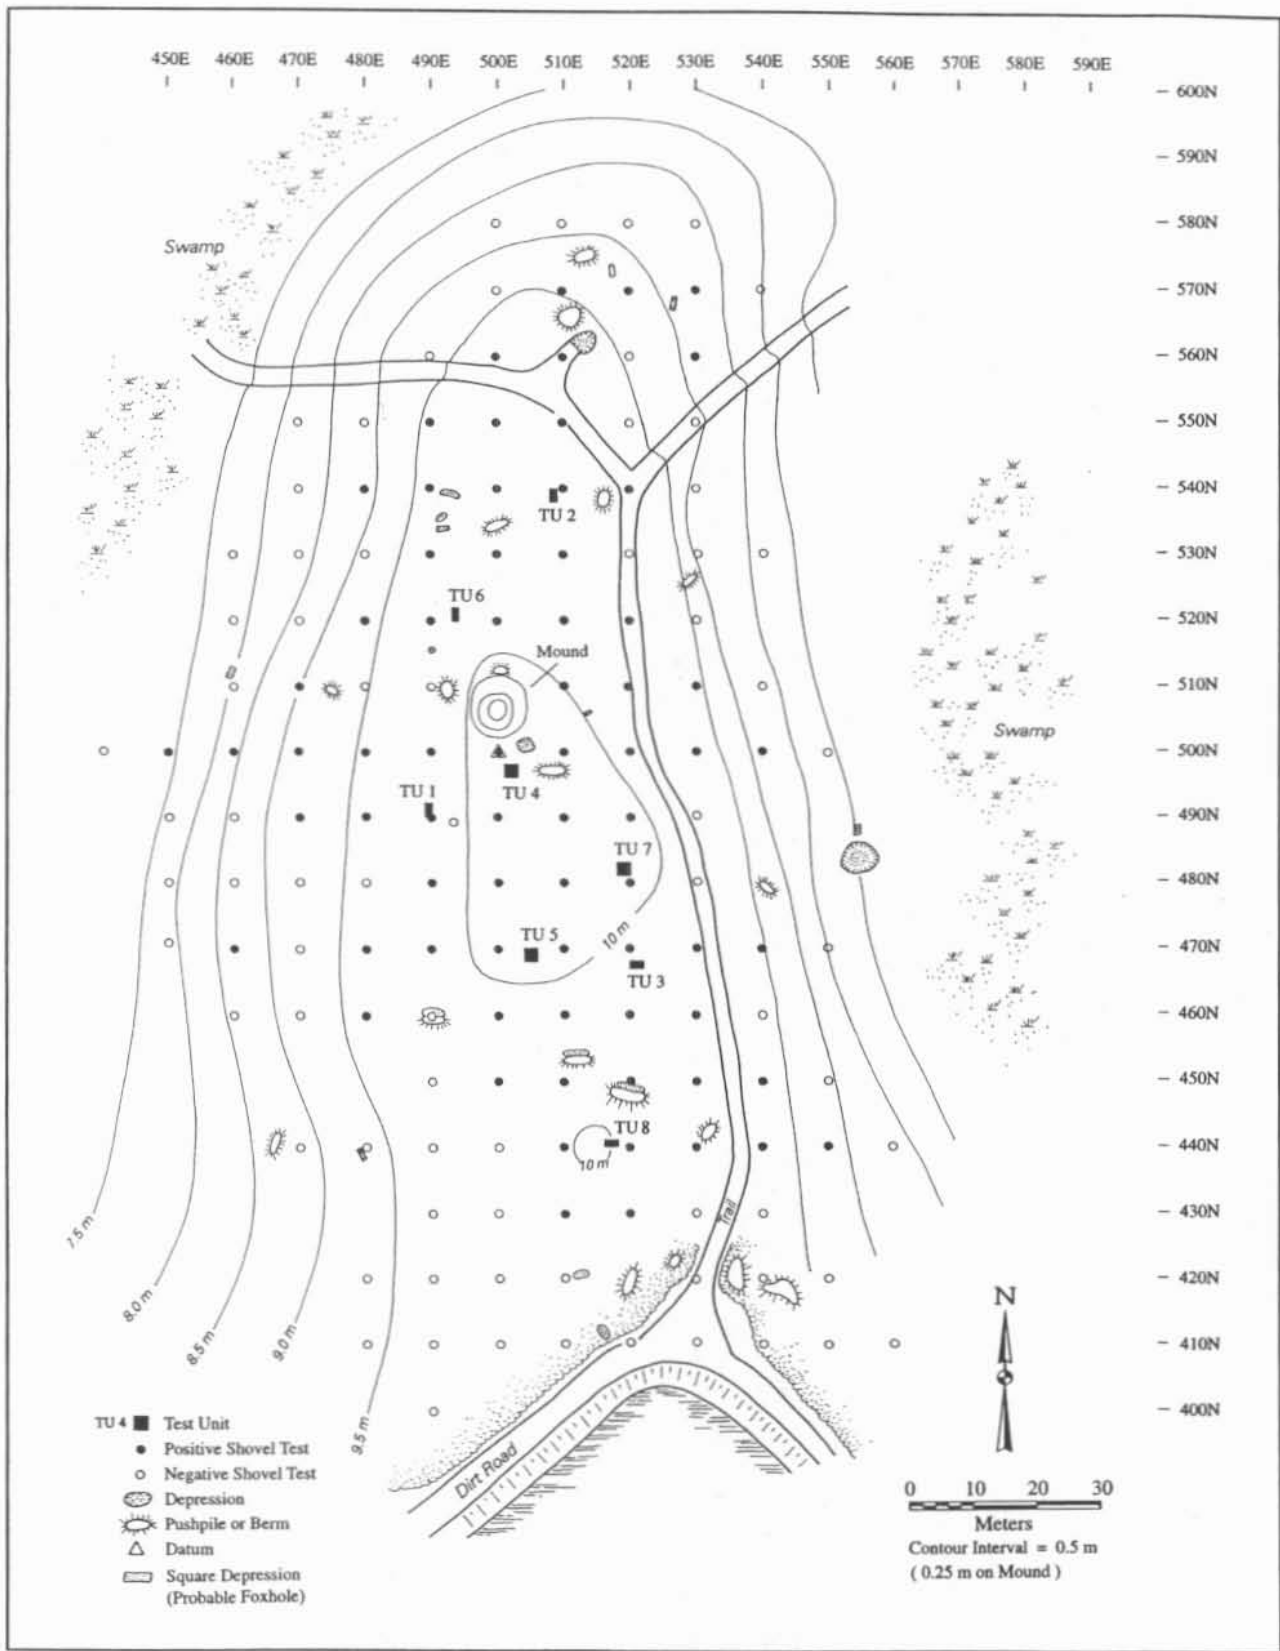 450E 460E 470E 480E 490E 500E 510E 520E 530E 540E 550E 560E 570E 580E 590E
600N
590N
580N
Swamp
570N
560N
550N
540N
TU 2
530N
TU 6
520N
Mound
510N
Swamp
500N
TU 1
TU 4
490N
TU 7
480N
TU 5
10 m
470N
TU 3
460N
450N
TU 8
440N
10 m
Trail
430N
7.5 m
420N
8.0 m
N
8.5 m
9.0 m
410N
400N
9.5 m
Dirt Road
TU 4 Test Unit
Positive Shovel Test
Negative Shovel Test
Depression
Pushpile or Berm
Datum
Square Depression
(Probable Foxhole)
0 10 20 30
Meters
Contour Interval = 0.5 m
( 0.25 m on Mound )